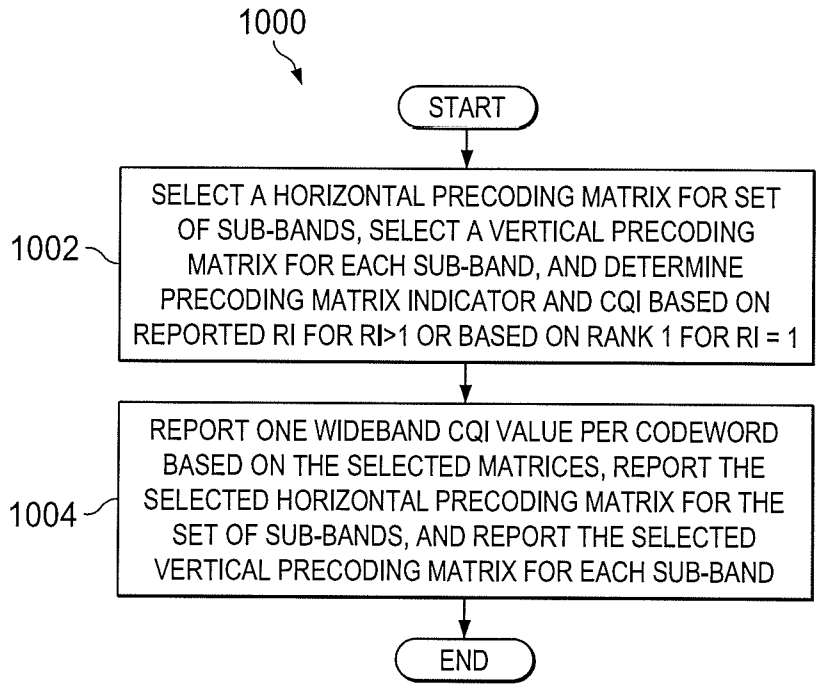 1000
START
1002
SELECT A HORIZONTAL PRECODING MATRIX FOR SET
OF SUB-BANDS, SELECT A VERTICAL PRECODING
MATRIX FOR EACH SUB-BAND, AND DETERMINE
PRECODING MATRIX INDICATOR AND CQI BASED ON
REPORTED RI FOR RI>1 OR BASED ON RANK 1 FOR RI = 1
1004
REPORT ONE WIDEBAND CQI VALUE PER CODEWORD
BASED ON THE SELECTED MATRICES, REPORT THE
SELECTED HORIZONTAL PRECODING MATRIX FOR THE
SET OF SUB-BANDS, AND REPORT THE SELECTED
VERTICAL PRECODING MATRIX FOR EACH SUB-BAND
END